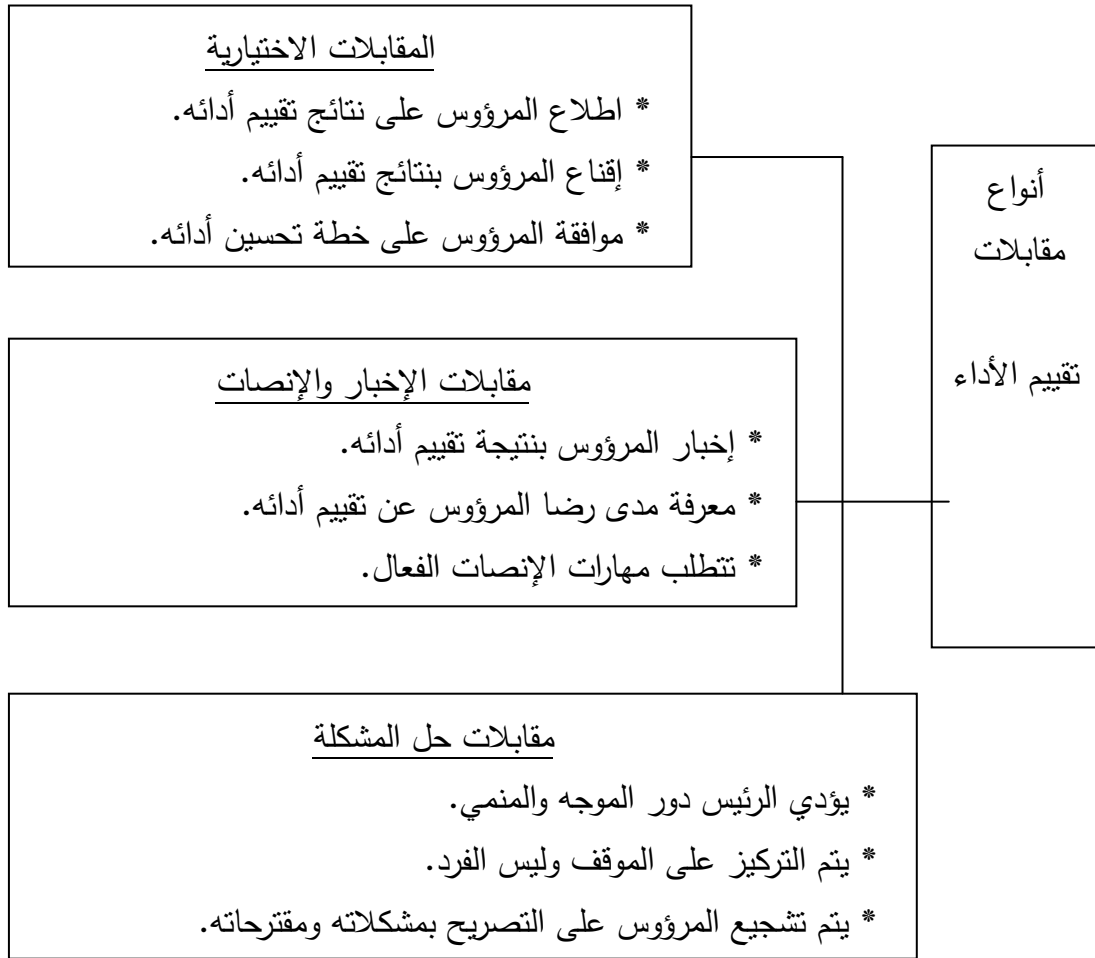 أنواع
مقابلات
تقييم الأداء
المقابلات الاختيارية
* اطلاع المرؤوس على نتائج تقييم أدائه.
* إقناع المرؤوس بنتائج تقييم أدائه.
* موافقة المرؤوس على خطة تحسين أدائه.
مقابلات الإخبار والإنصات
* إخبار المرؤوس بنتيجة تقييم أدائه.
* معرفة مدى رضا المرؤوس عن تقييم أدائه.
* تتطلب مهارات الإنصات الفعال.
مقابلات حل المشكلة
* يؤدي الرئيس دور الموجه والمنمي.
* يتم التركيز على الموقف وليس الفرد.
* يتم تشجيع المرؤوس على التصريح بمشكلاته ومقترحاته.